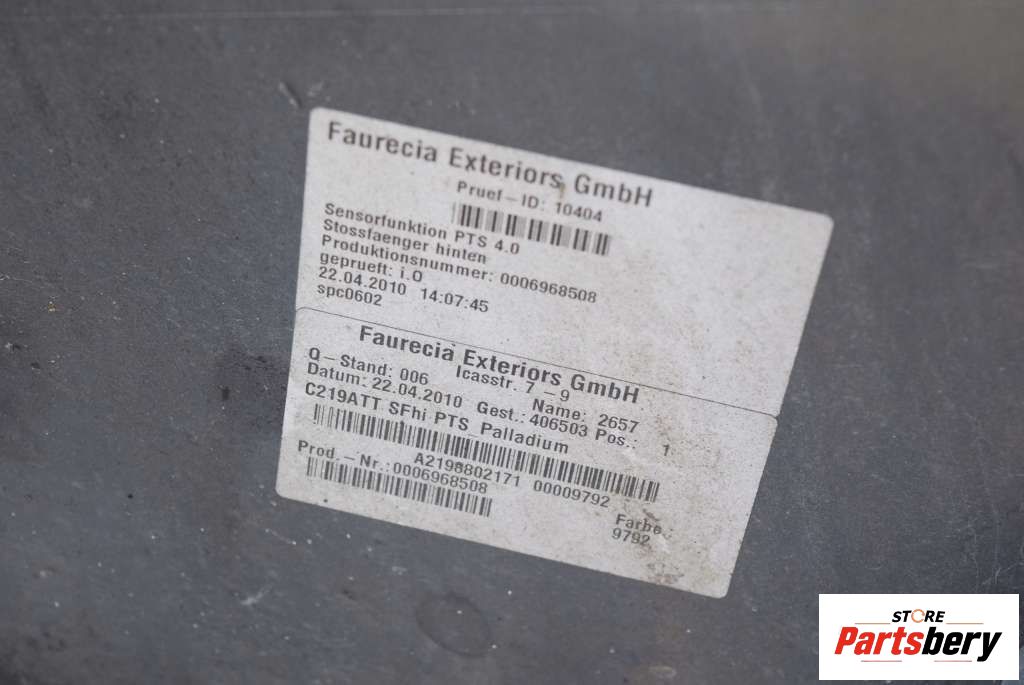 Faurecia Exteriors GmbH
Pruef-ID: 10404
Sensorfunktion PTS 4.0
Stossfaenger hinten
Produktionsnummer: 0006968508
geprueft: i.O
22.04.2010 14:07:45
spc0602
Faurecia Exteriors GmbH
Icasstr. 7-9
Q-Stand: 006 Name: 2657
Datum: 22.04.2010 Gest.: 406503 Pos.: 1
C219ATT SFhi PTS Palladium
A2198802171 00009792
Prod.-Nr.:0006968508
Farbe:
9792
STORE
Partsbery